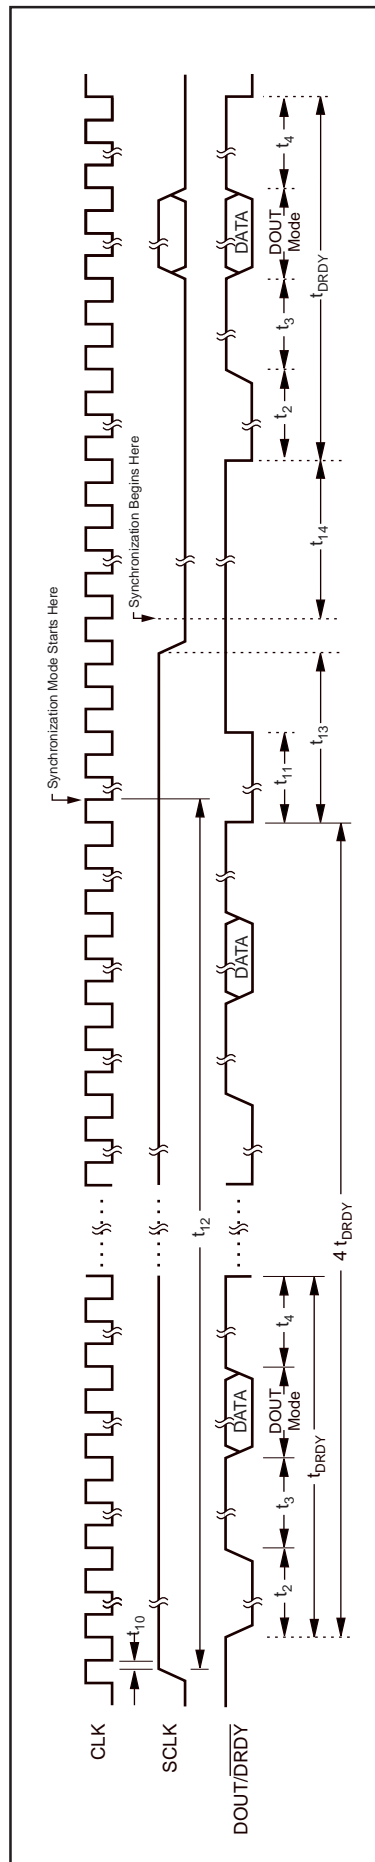 Synchronization Mode Starts Here
Synchronization Begins Here
CLK
t10
SCLK
t12
DOUT/DRDY
DATA
DATA
DATA
t2
t3
DOUT
Mode
t4
t11
t2
t3
DOUT
Mode
t4
tDRDY
t13
t14
tDRDY
4 tDRDY